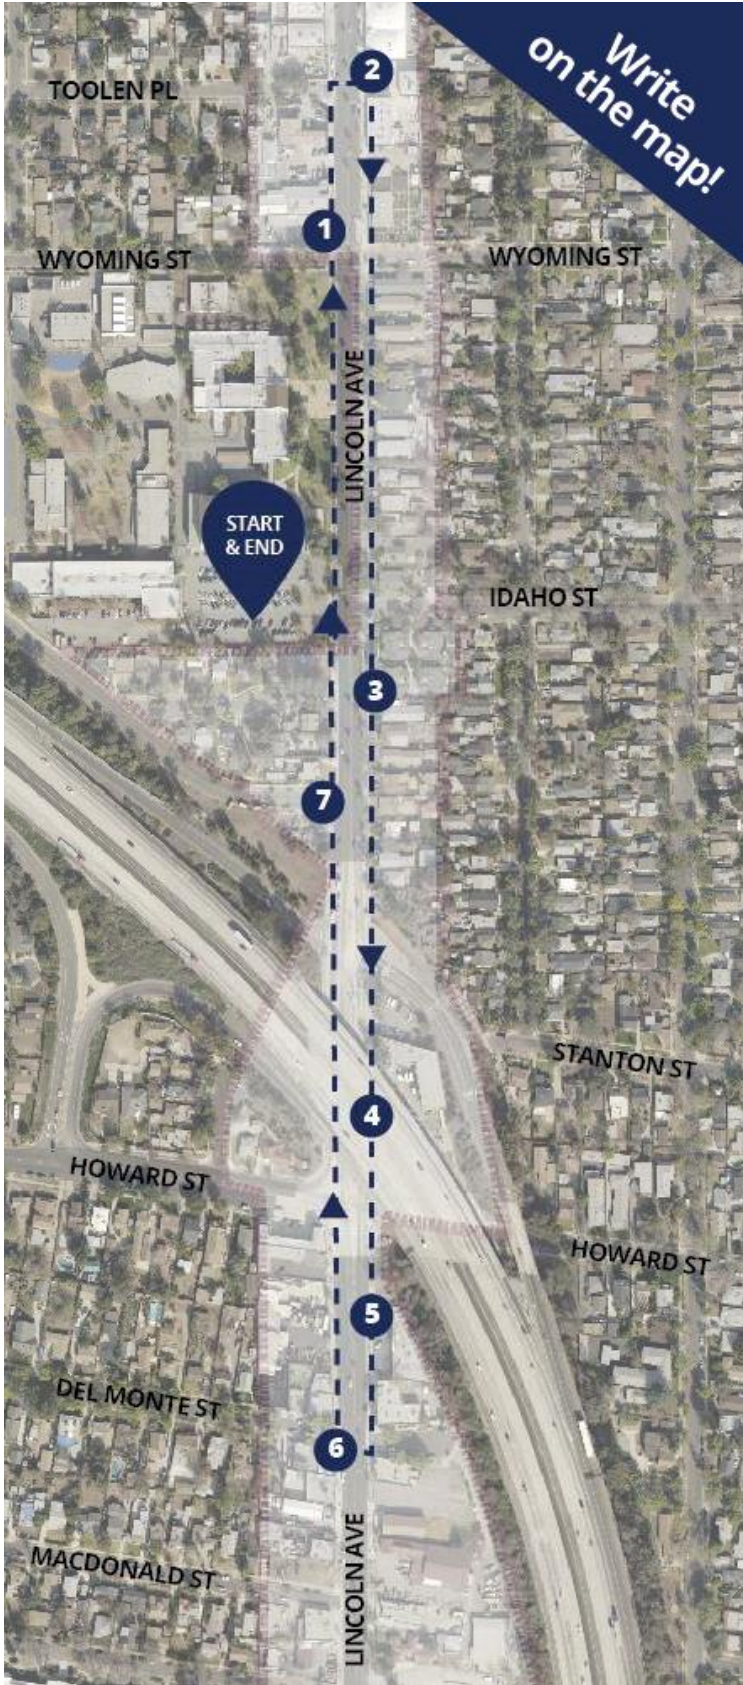 Write
on the map!
2
TOOLEN PL
1
WYOMING ST
WYOMING ST
LINCOLN AVE
START
& END
IDAHO ST
3
7
STANTON ST
4
HOWARD ST
HOWARD ST
5
DEL MONTE ST
6
LINCOLN AVE
MACDONALD ST